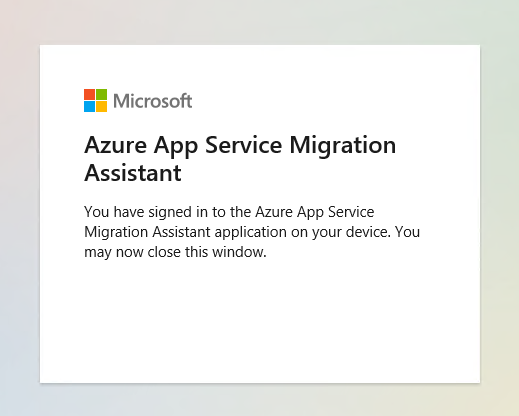 Microsoft
Azure App Service Migration
Assistant
You have signed in to the Azure App Service
Migration Assistant application on your device. You
may now close this window.